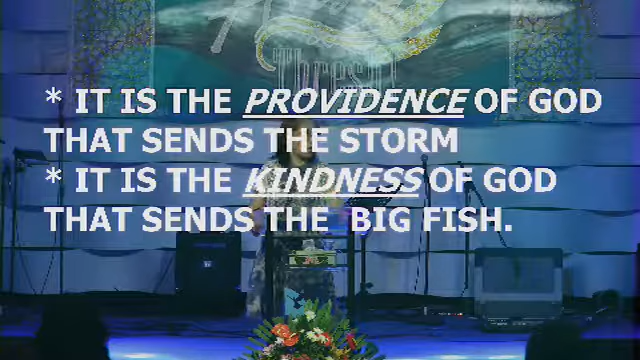 * IT IS THE PROVIDENCE OF GOD
THAT SENDS THE STORM
* IT IS THE KINDNESS OF GOD
THAT SENDS THE BIG FISH.